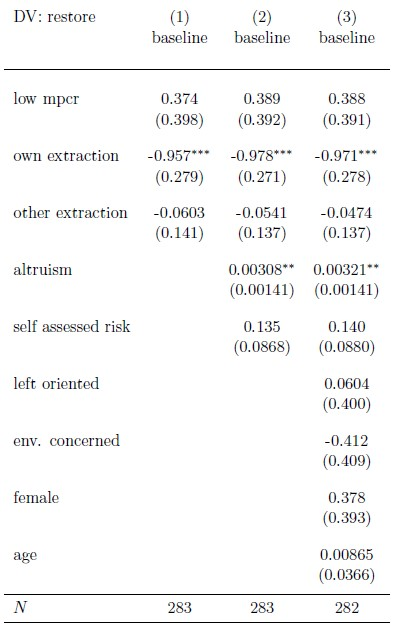 DV: restore (1) (2) (3)
baseline baseline baseline
low mpcr 0.374 0.389 0.388
(0.398) (0.392) (0.391)
own extraction -0.957*** -0.978*** -0.971***
(0.279) (0.271) (0.278)
other extraction -0.0603 -0.0541 -0.0474
(0.141) (0.137) (0.137)
altruism 0.00308** 0.00321**
(0.00141) (0.00141)
self assessed risk 0.135 0.140
(0.0868) (0.0880)
left oriented 0.0604
(0.400)
env. concerned -0.412
(0.409)
female 0.378
(0.393)
age 0.00865
(0.0366)
N 283 283 282